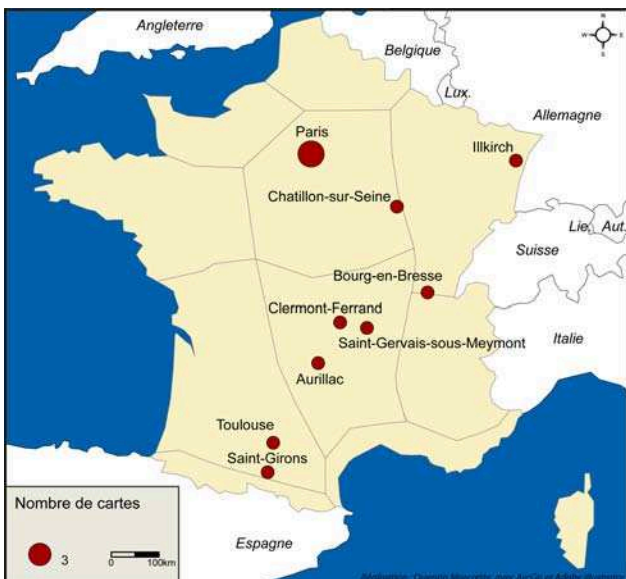 Angleterre
N
W
E
S
Belgique
Lux.
Allemagne
Paris
Illkirch
Chatillon-sur-Seine
Lie.
Aut.
Suisse
Bourg-en-Bresse
Clermont-Ferrand
Saint-Gervais-sous-Meymont
Italie
Aurillac
Toulouse
Saint-Girons
Nombre de cartes
3
100km
Espagne